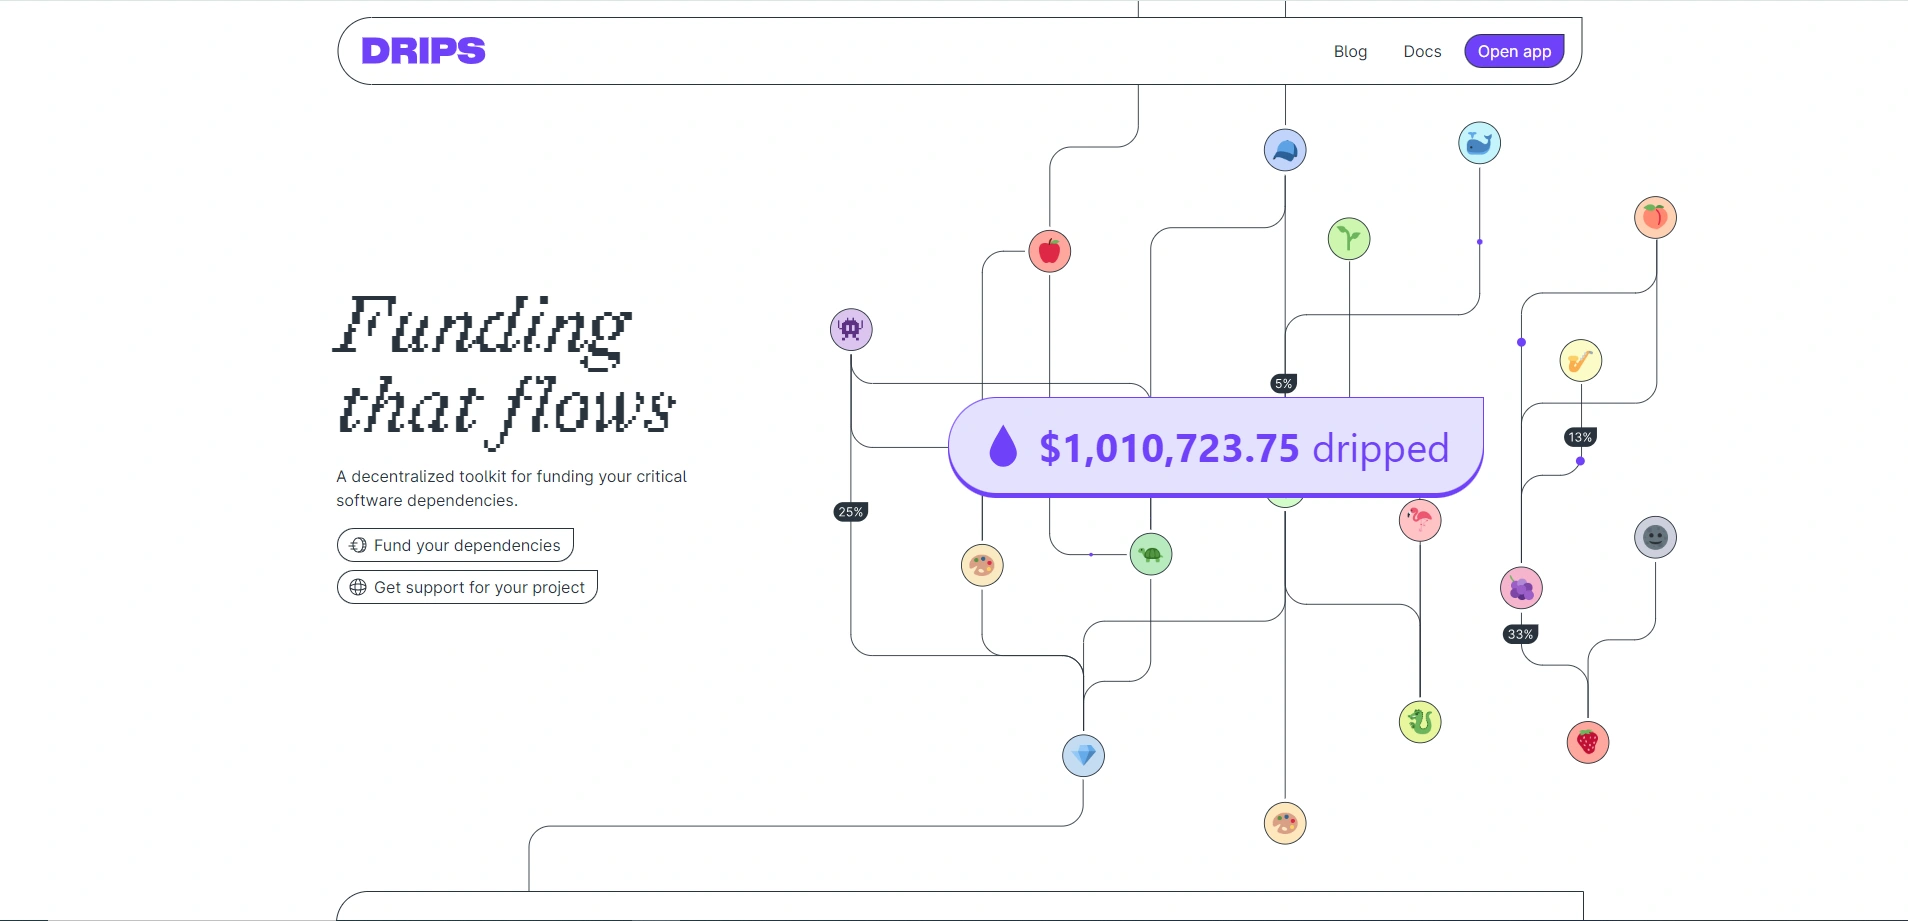 DRIPS
Blog
Docs
Open app
Funding
that flows
A decentralized toolkit for funding your critical
software dependencies.
Fund your dependencies
Get support for your project
5%
$1,010,723.75 dripped
13%
25%
33%